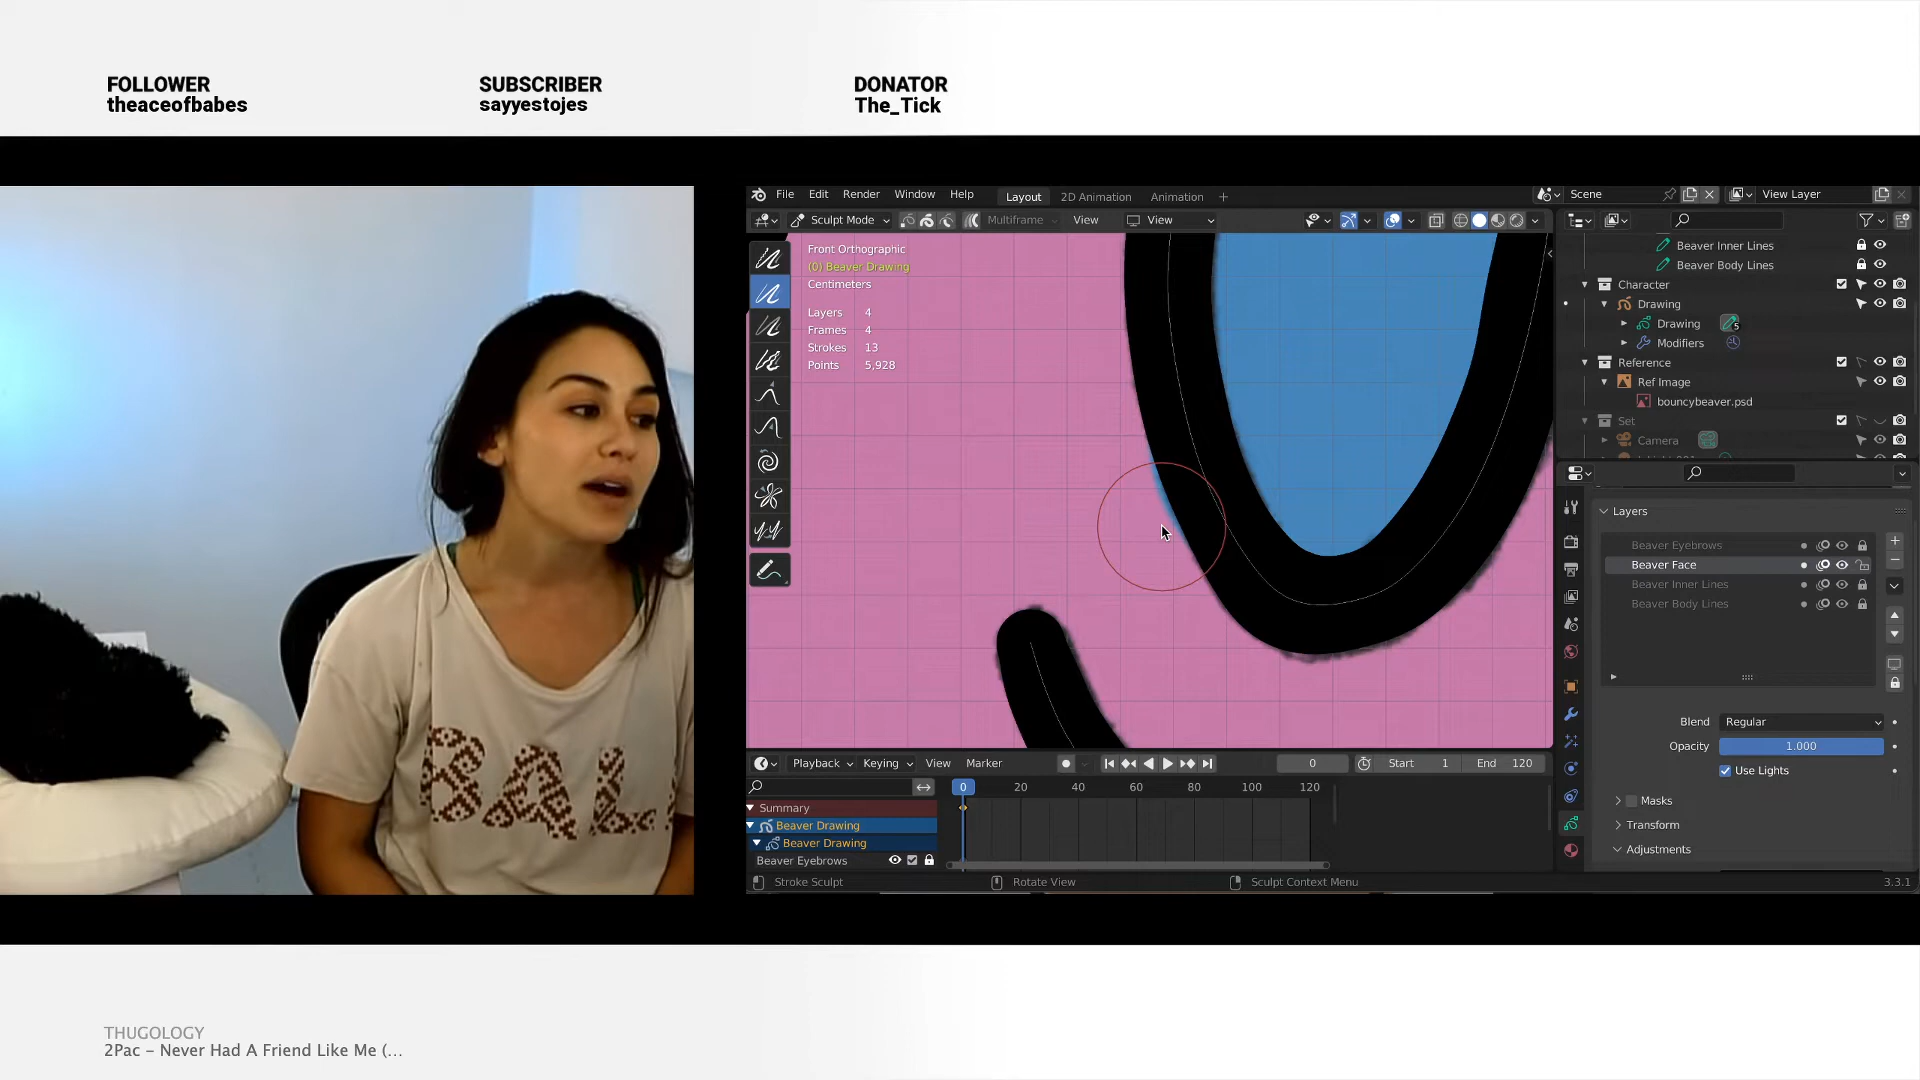 FOLLOWER
theaceofbabes
SUBSCRIBER
sayyestojes
DONATOR
The_Tick
BAL
File Edit Render Window Help
Layout 2D Animation Animation +
Scene
View Layer
Sculpt Mode
Multiframe
View
View
Front Orthographic
(0) Beaver Drawing
Centimeters
Layers 4
Frames 4
Strokes 13
Points 5,928
Beaver Inner Lines
Beaver Body Lines
Character
Drawing
Drawing 5
Modifiers
Reference
Ref Image
bouncybeaver.psd
Set
Camera
Layers
Beaver Eyebrows
Beaver Face
Beaver Inner Lines
Beaver Body Lines
Blend Regular
Opacity 1.000
Use Lights
Masks
Transform
Adjustments
Playback Keying View Marker
0
Start 1
End 120
0 20 40 60 80 100 120
Summary
Beaver Drawing
Beaver Drawing
Beaver Eyebrows
Stroke Sculpt
Rotate View
Sculpt Context Menu
3.3.1
THUGOLOGY
2Pac - Never Had A Friend Like Me (...